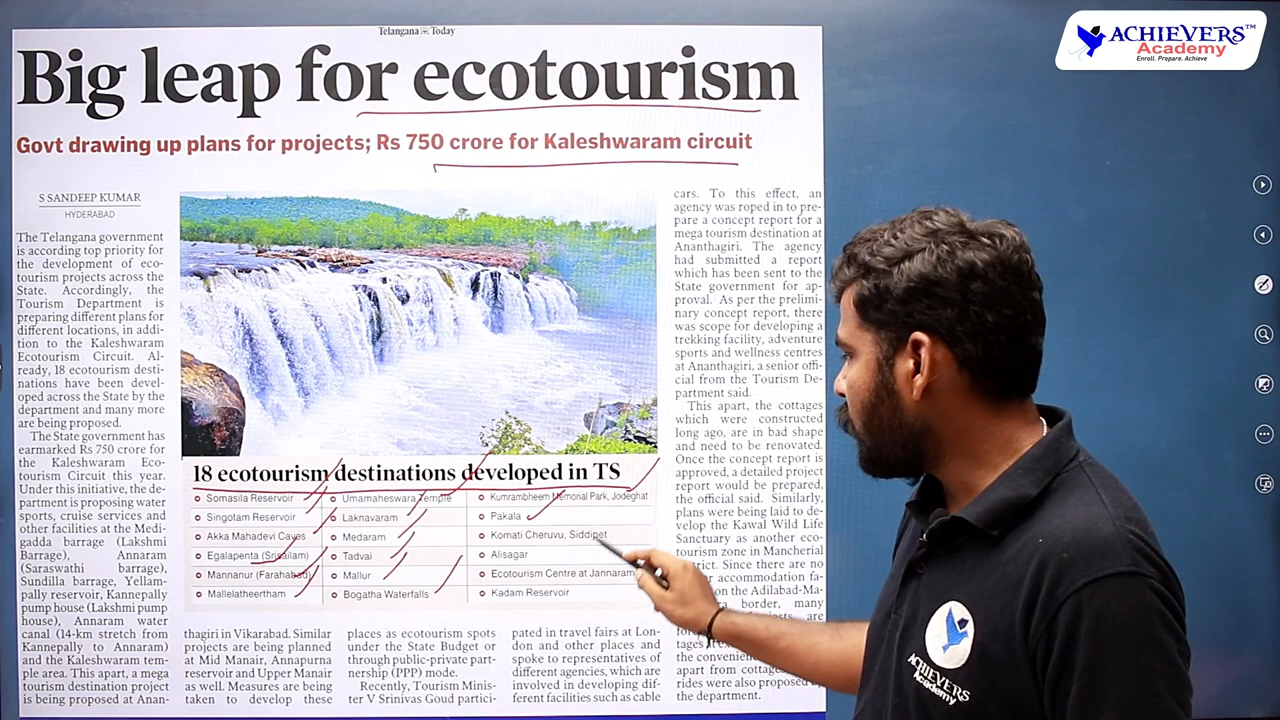 Telangana Today
Big leap for ecotourism
Govt drawing up plans for projects; Rs 750 crore for Kaleshwaram circuit
S SANDEEP KUMAR
HYDERABAD
The Telangana government
is according top priority for
the development of eco-
tourism projects across the
State. Accordingly, the
Tourism Department is
preparing different plans for
different locations, in addi-
tion to the Kaleshwaram
Ecotourism Circuit. Al-
ready, 18 ecotourism desti-
nations have been devel-
oped across the State by the
department and many more
are being proposed.
The State government has
earmarked Rs 750 crore for
the Kaleshwaram Eco-
tourism Circuit this year.
Under this initiative, the de-
partment is proposing water
sports, cruise services and
other facilities at the Medi-
gadda barrage (Lakshmi
Barrage), Annaram
(Saraswathi barrage),
Sundilla barrage, Yellam-
pally reservoir, Kannepally
pump house (Lakshmi pump
house), Annaram water
canal (14-km stretch from
Kannepally to Annaram)
and the Kaleshwaram tem-
ple area. This apart, a mega
tourism destination project
is being proposed at Anan-
18 ecotourism destinations developed in TS
Somasila Reservoir
Singotam Reservoir
Akka Mahadevi Caves
Egalapenta (Srisailam)
Mannanur (Farahabad)
Mallelatheertham
Umamaheswara Temple
Laknavaram
Medaram
Tadvai
Mallur
Bogatha Waterfalls
Kumrambheem Memorial Park, Jodeghat
Pakala
Komati Cheruvu, Siddipet
Alisagar
Ecotourism Centre at Jannaram
Kadam Reservoir
thagiri in Vikarabad. Similar
projects are being planned
at Mid Manair, Annapurna
reservoir and Upper Manair
as well. Measures are being
taken to develop these
places as ecotourism spots
under the State Budget or
through public-private part-
nership (PPP) mode.
Recently, Tourism Minis-
ter V Srinivas Goud partici-
pated in travel fairs at Lon-
don and other places and
spoke to representatives of
different agencies, which are
involved in developing dif-
ferent facilities such as cable
cars. To this effect, an
agency was roped in to pre-
pare a concept report for a
mega tourism destination at
Ananthagiri. The agency
had submitted a report
which has been sent to the
State government for ap-
proval. As per the prelimi-
nary concept report, there
was scope for developing a
trekking facility, adventure
sports and wellness centres
at Ananthagiri, a senior offi-
cial from the Tourism De-
partment said.
This apart, the cottages
which were constructed
long ago, are in bad shape
and need to be renovated.
Once the concept report is
approved, a detailed project
report would be prepared,
the official said. Similarly,
plans were being laid to de-
velop the Kawal Wild Life
Sanctuary as another eco-
tourism zone in Mancherial
Since there are no
accommodation fa-
on the Adilabad-Ma-
border, many
are
the convenien
apart from cottag
rides were also proposed by
the department.
ACHIEVERS™
Academy
Enroll. Prepare. Achieve
ACHIEVERS
Academy